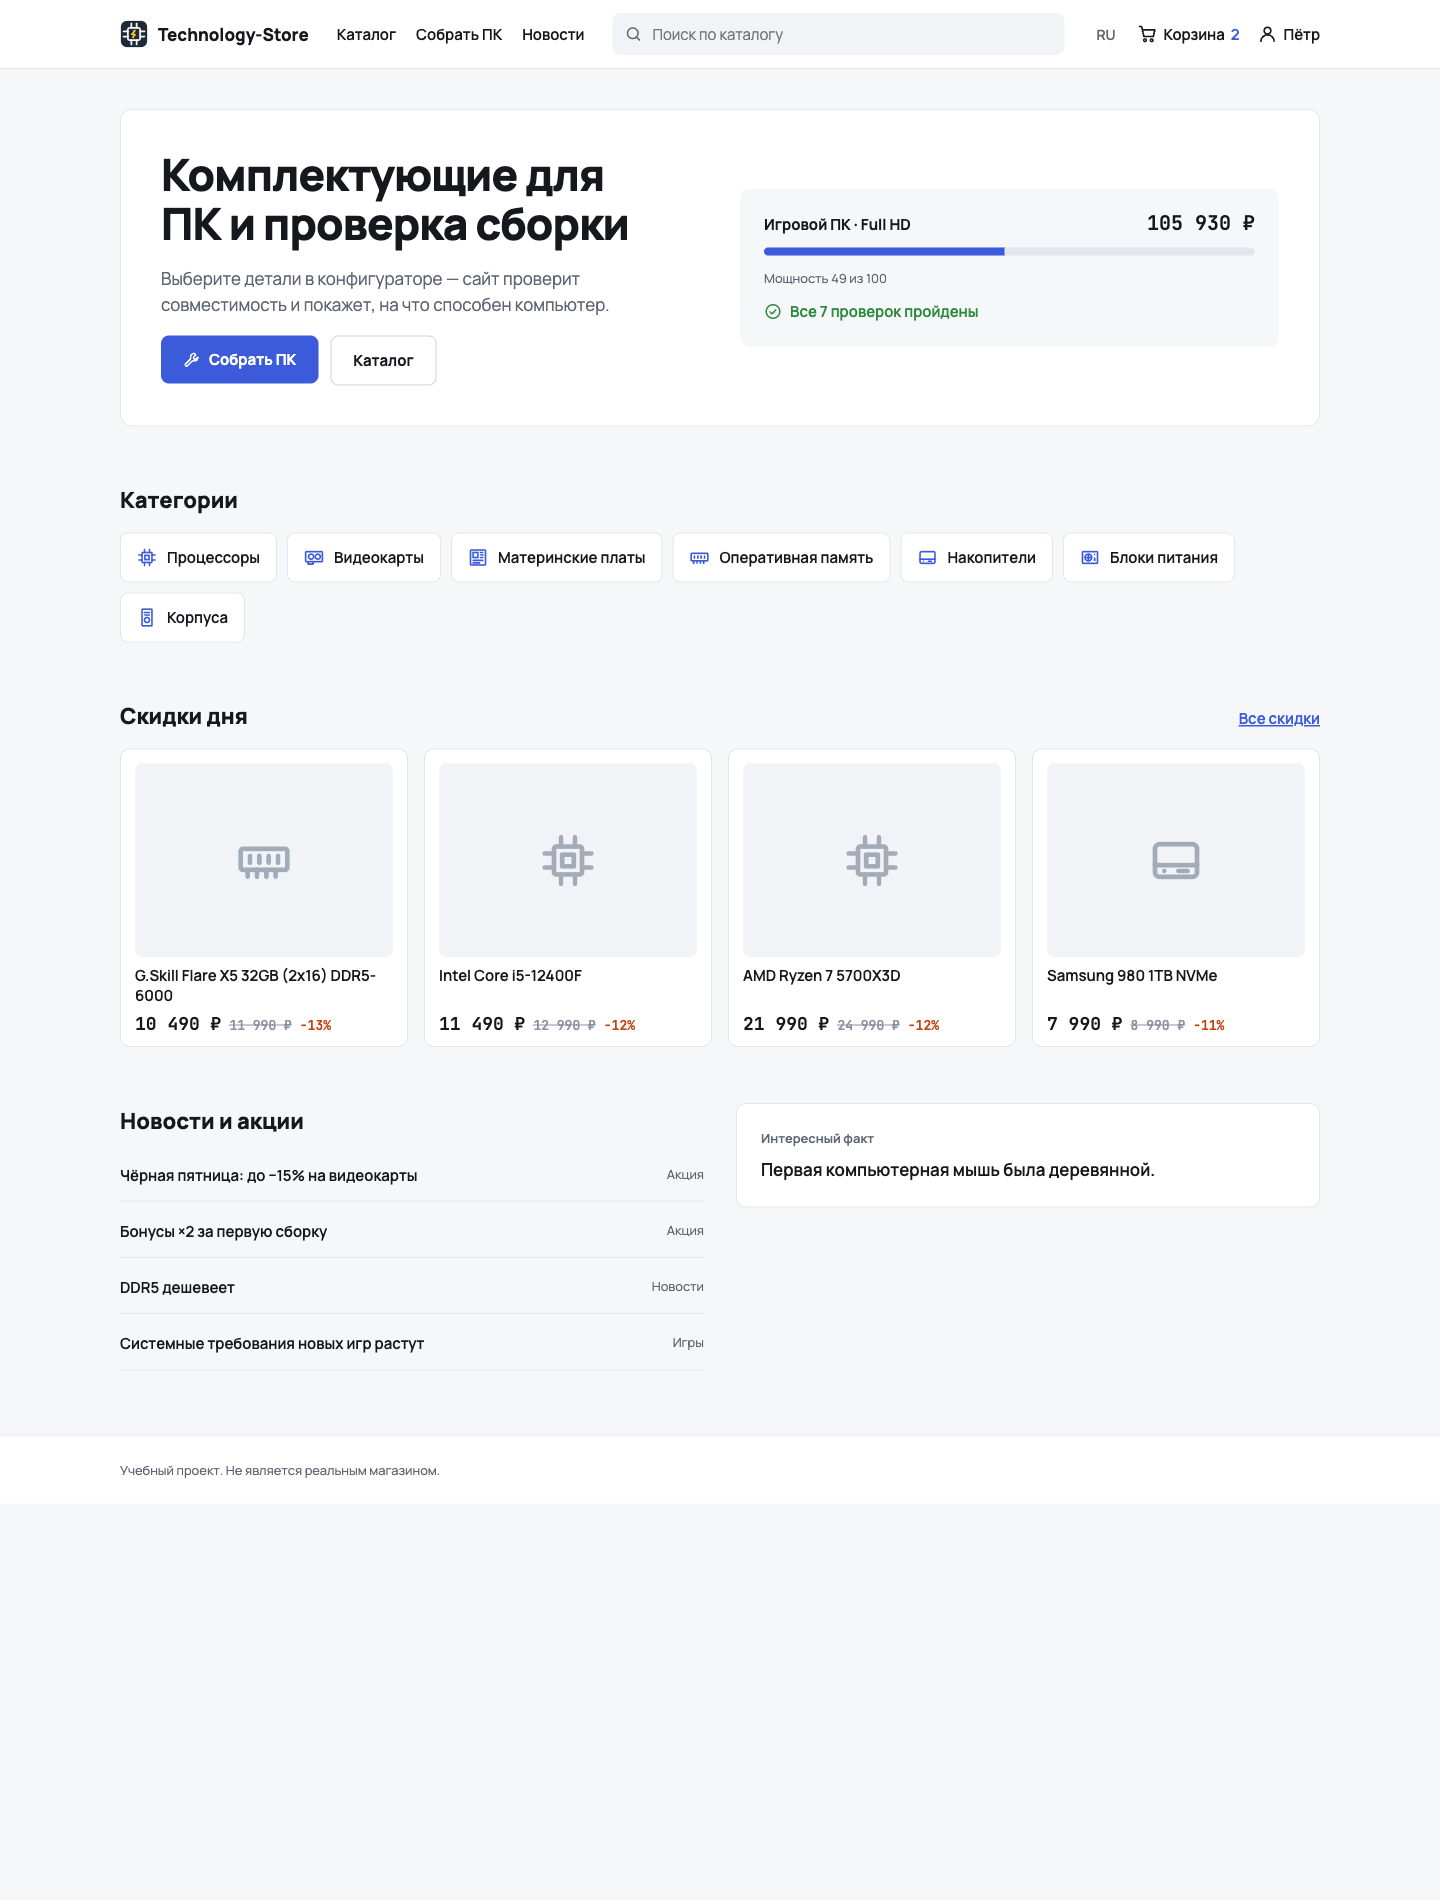 Technology-Store
Каталог
Собрать ПК
Новости
Поиск по каталогу
RU
Корзина 2
Пётр
Комплектующие для
ПК и проверка сборки
Выберите детали в конфигураторе — сайт проверит
совместимость и покажет, на что способен компьютер.
Собрать ПК
Каталог
Игровой ПК · Full HD
105 930 ₽
Мощность 49 из 100
Все 7 проверок пройдены
Категории
Процессоры
Видеокарты
Материнские платы
Оперативная память
Накопители
Блоки питания
Корпуса
Скидки дня
Все скидки
G.Skill Flare X5 32GB (2x16) DDR5-
6000
10 490 ₽ 11 990 ₽ -13%
Intel Core i5-12400F
11 490 ₽ 12 990 ₽ -12%
AMD Ryzen 7 5700X3D
21 990 ₽ 24 990 ₽ -12%
Samsung 980 1TB NVMe
7 990 ₽ 8 990 ₽ -11%
Новости и акции
Чёрная пятница: до −15% на видеокарты
Акция
Бонусы ×2 за первую сборку
Акция
DDR5 дешевеет
Новости
Системные требования новых игр растут
Игры
Интересный факт
Первая компьютерная мышь была деревянной.
Учебный проект. Не является реальным магазином.